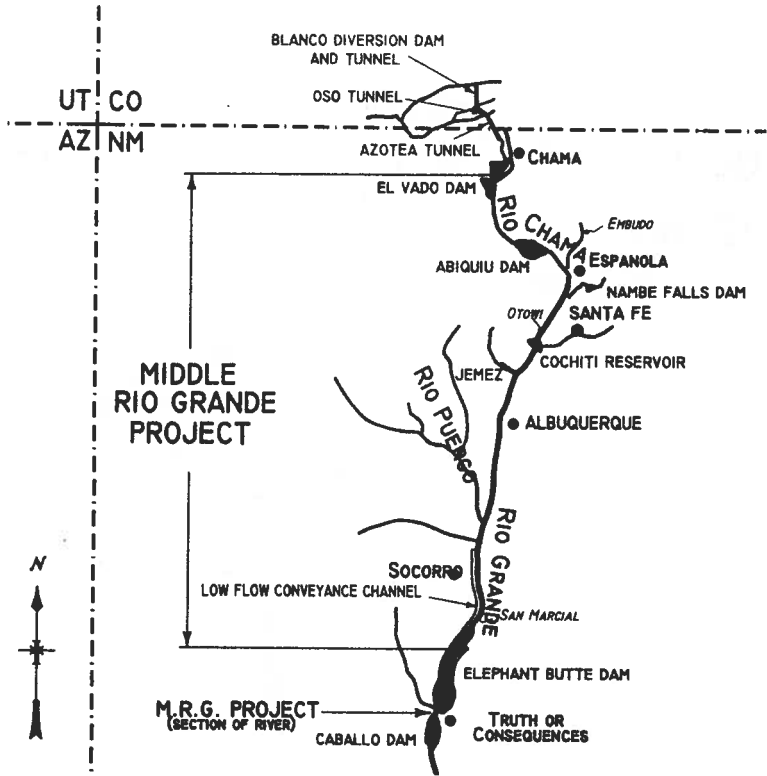 BLANCO DIVERSION DAM
AND TUNNEL
OSO TUNNEL
UT CO
AZ NM
AZOTEA TUNNEL
CHAMA
EL VADO DAM
RIO CHAMA
EMBUDO
ESPANOLA
ABIQUIU DAM
NAMBE FALLS DAM
OTOWI
SANTA FE
COCHITI RESERVOIR
JEMEZ
MIDDLE
RIO GRANDE
PROJECT
RIO PUERCO
ALBUQUERQUE
RIO GRANDE
N
SOCORRO
LOW FLOW CONVEYANCE CHANNEL
SAN MARCIAL
ELEPHANT BUTTE DAM
M.R.G. PROJECT
(SECTION OF RIVER)
TRUTH OR
CONSEQUENCES
CABALLO DAM